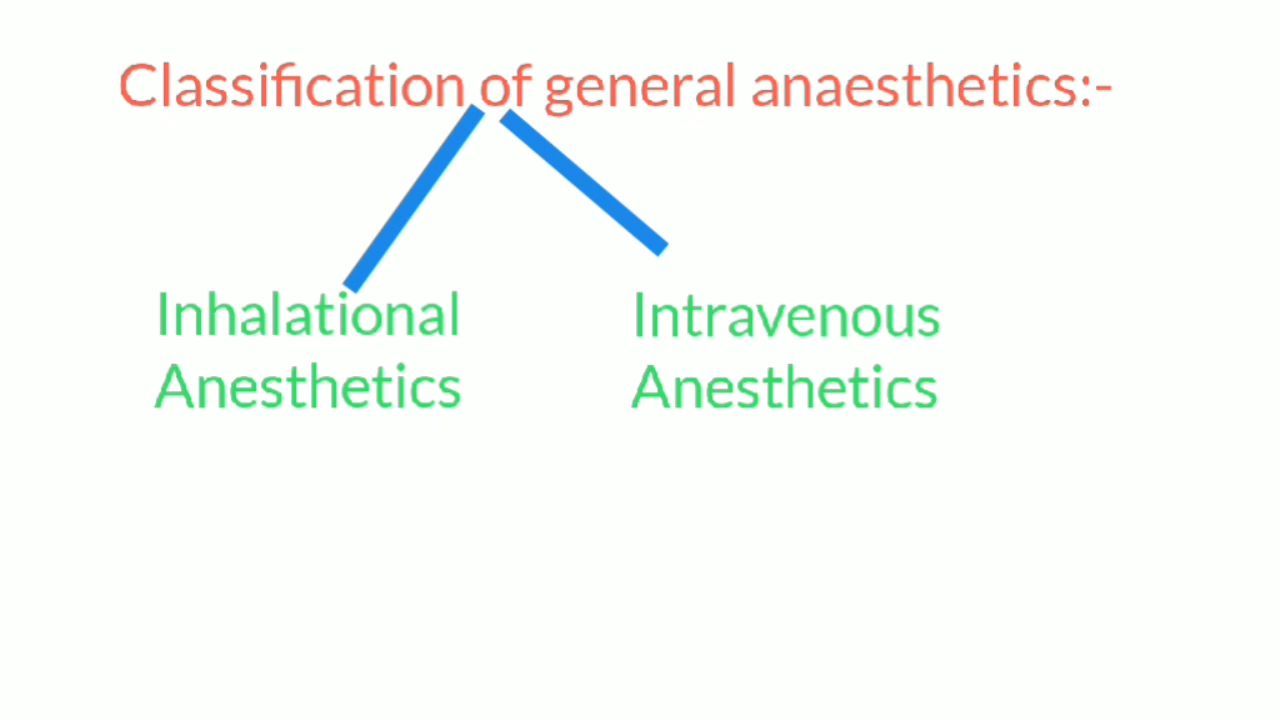 Classification of general anaesthetics:-
Inhalational
Anesthetics
Intravenous
Anesthetics